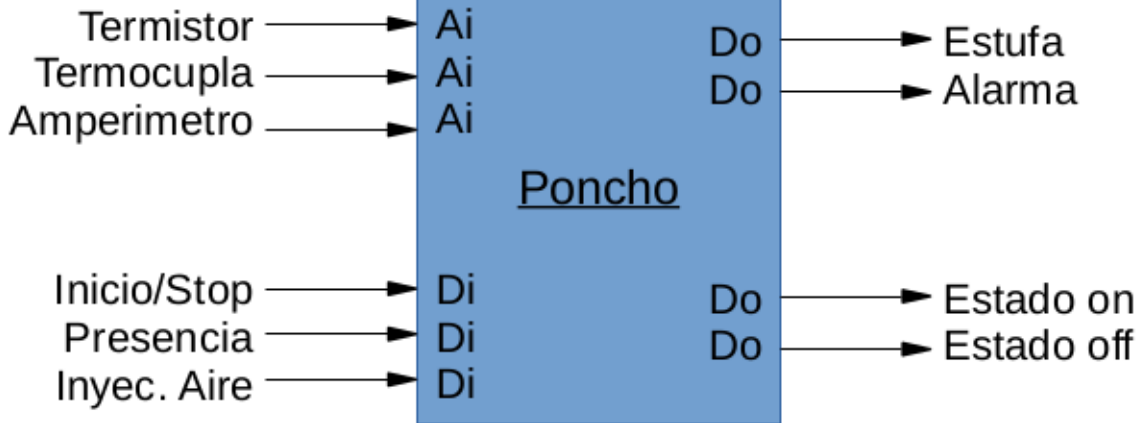 Termistor Ai
Termocupla Ai
Amperimetro Ai
Do Estufa
Do Alarma
Poncho
Inicio/Stop Di
Presencia Di
Inyec. Aire Di
Do Estado on
Do Estado off